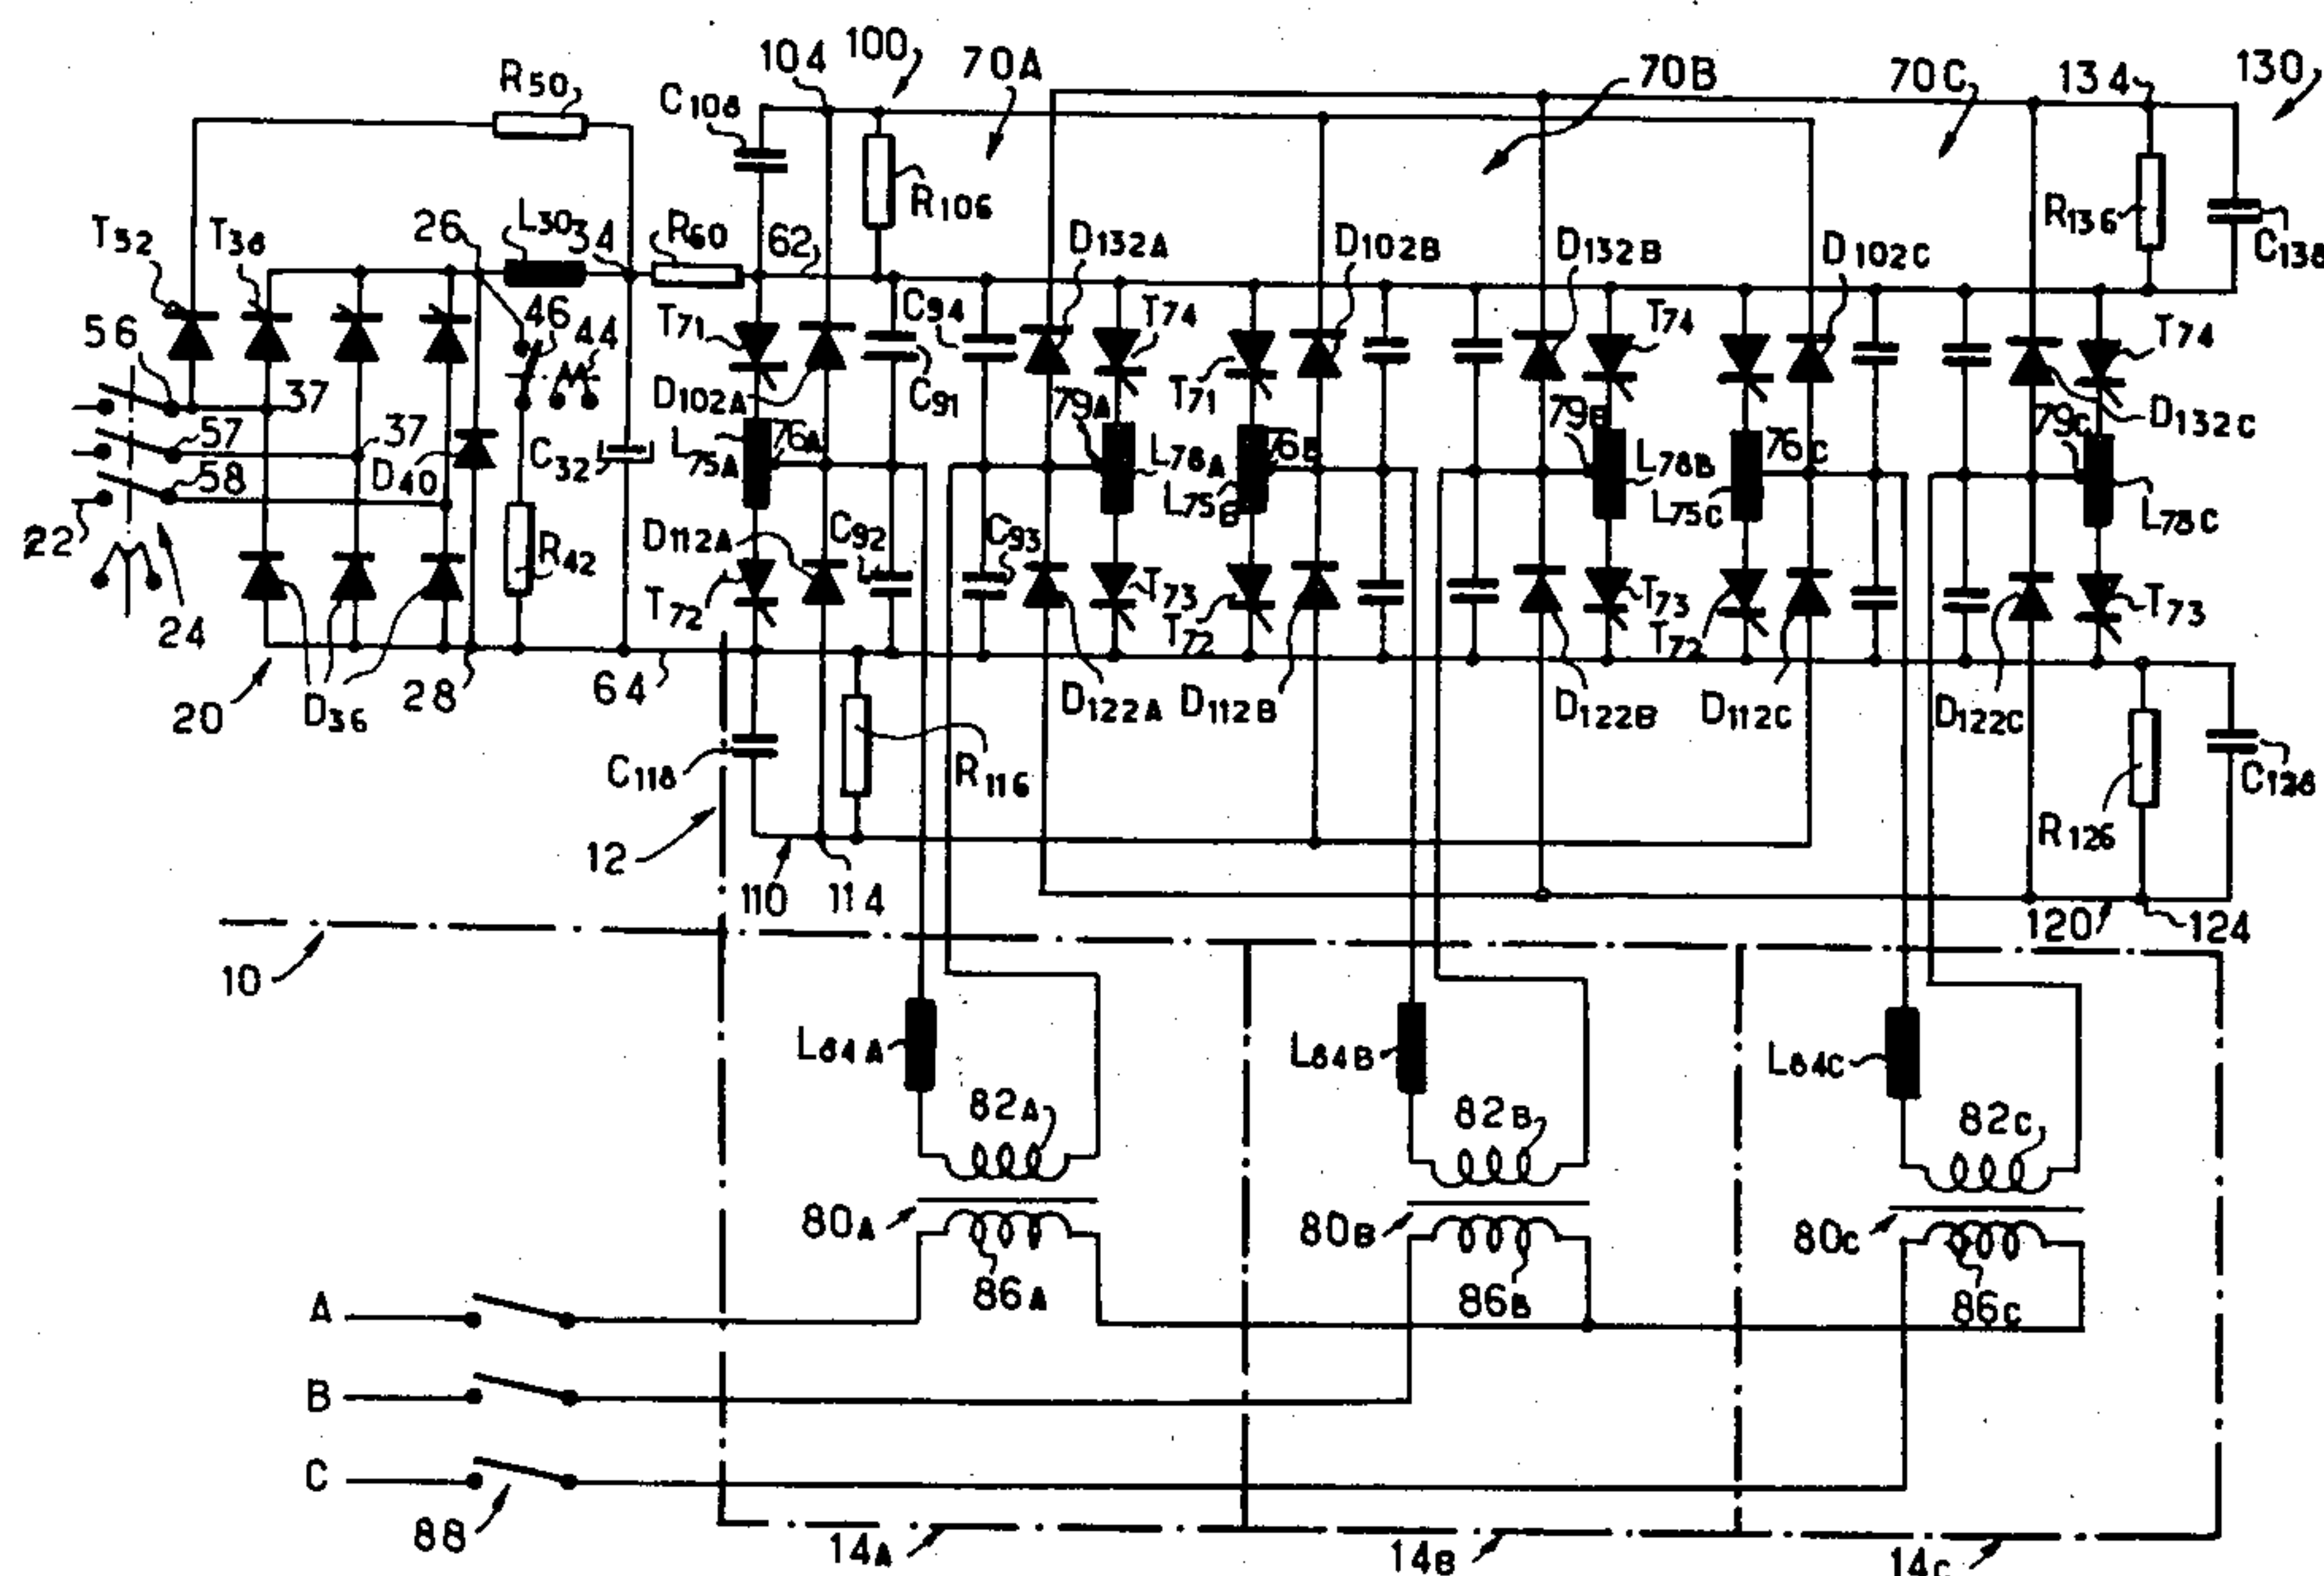 R50
104
100
70A
70B
70C
134
130
C108
R106
T52
T38
26
L30
34
R60
62
D132A
D102B
D132B
D102C
R136
C138
56
46
44
T71
C94
T74
T71
T74
T74
37
D102A
C91
79A
79B
79C
D132C
57
37
D40
C32
L75A
76A
L78A
76B
L75B
L78B
76C
L75C
L78C
58
22
R42
D112A
C92
C93
T72
T73
T72
T73
T72
T73
24
20
D36
28
64
D122A
D112B
D122B
D112C
D122C
C118
R116
R126
C128
12
110
114
120
124
10
L84A
L84B
L84C
82A
82B
82C
80A
80B
80C
86A
86B
86C
A
B
C
88
14A
14B
14C